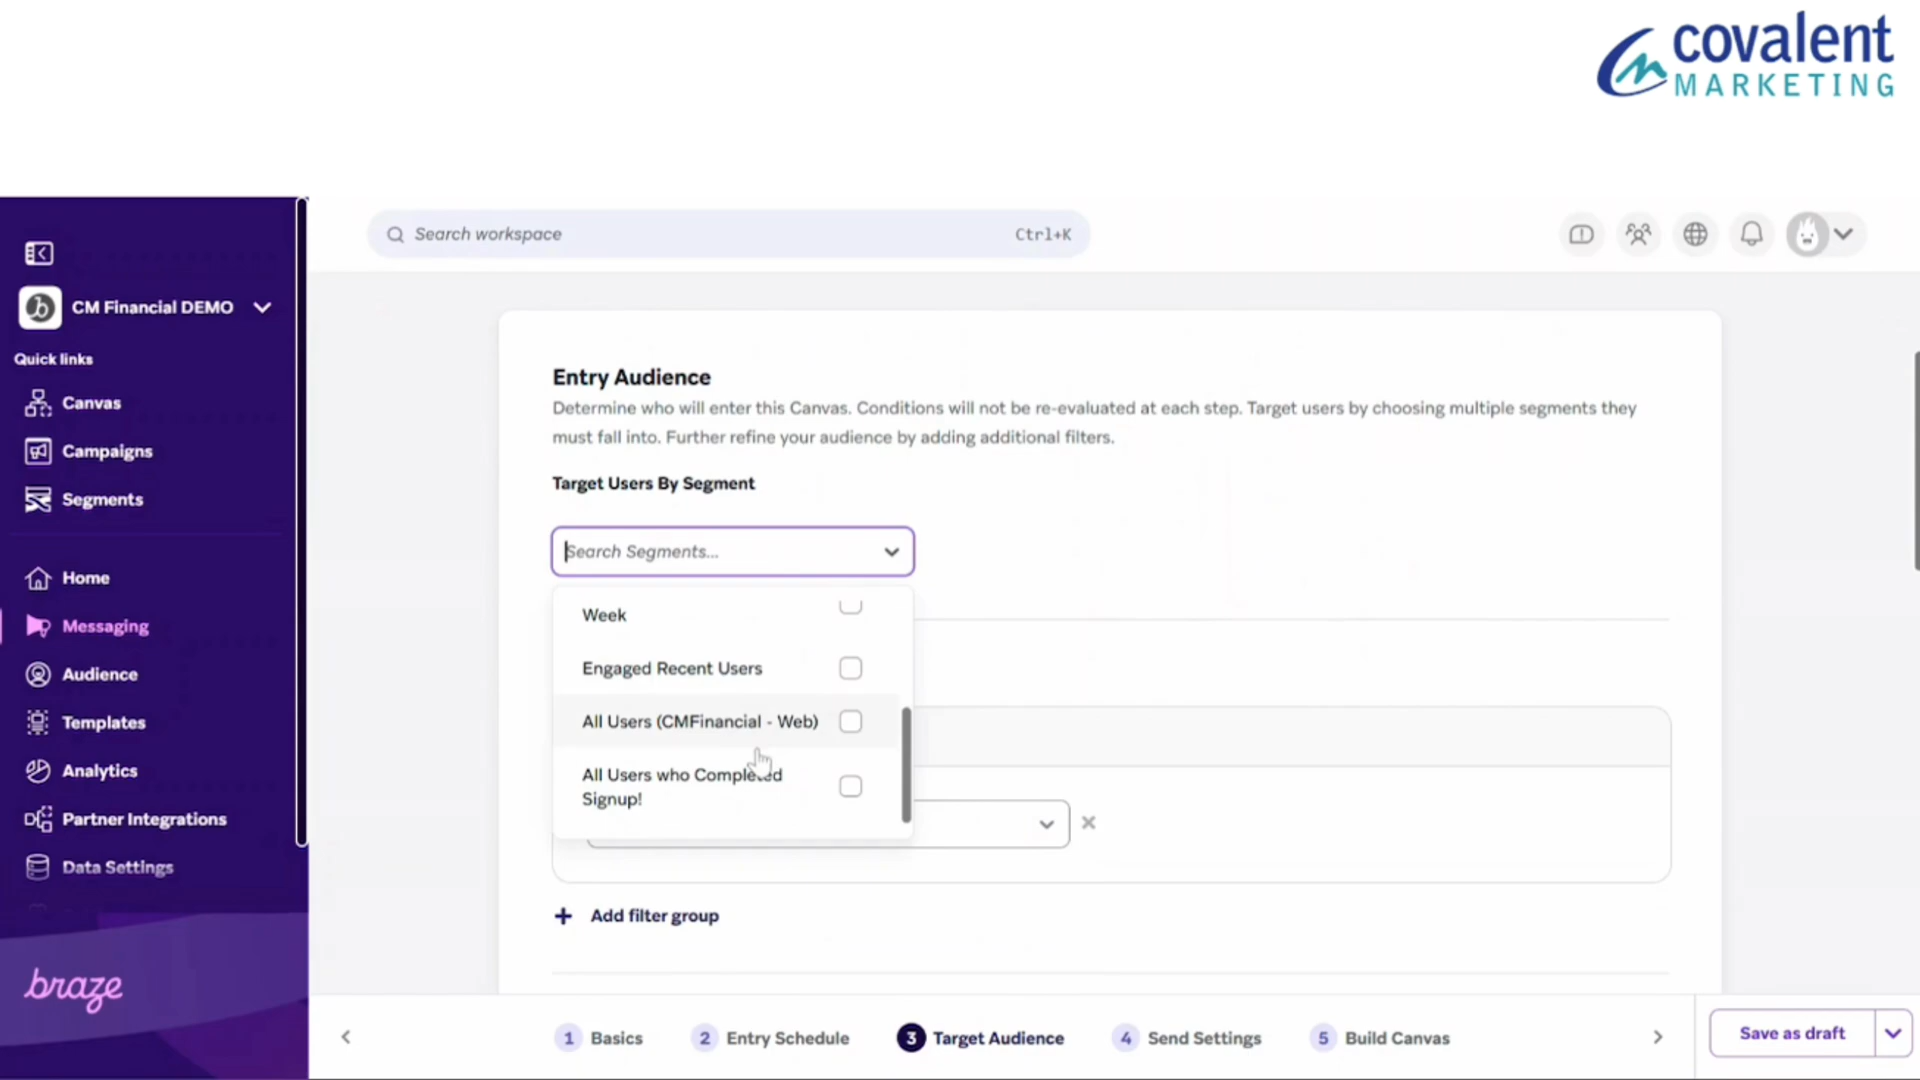 covalent
MARKETING
Search workspace
Ctrl+K
CM Financial DEMO
Quick links
Canvas
Campaigns
Segments
Home
Messaging
Audience
Templates
Analytics
Partner Integrations
Data Settings
braze
Entry Audience
Determine who will enter this Canvas. Conditions will not be re-evaluated at each step. Target users by choosing multiple segments they
must fall into. Further refine your audience by adding additional filters.
Target Users By Segment
Search Segments...
Week
Engaged Recent Users
All Users (CMFinancial - Web)
All Users who Completed
Signup!
Add filter group
1 Basics
2 Entry Schedule
3 Target Audience
4 Send Settings
5 Build Canvas
Save as draft